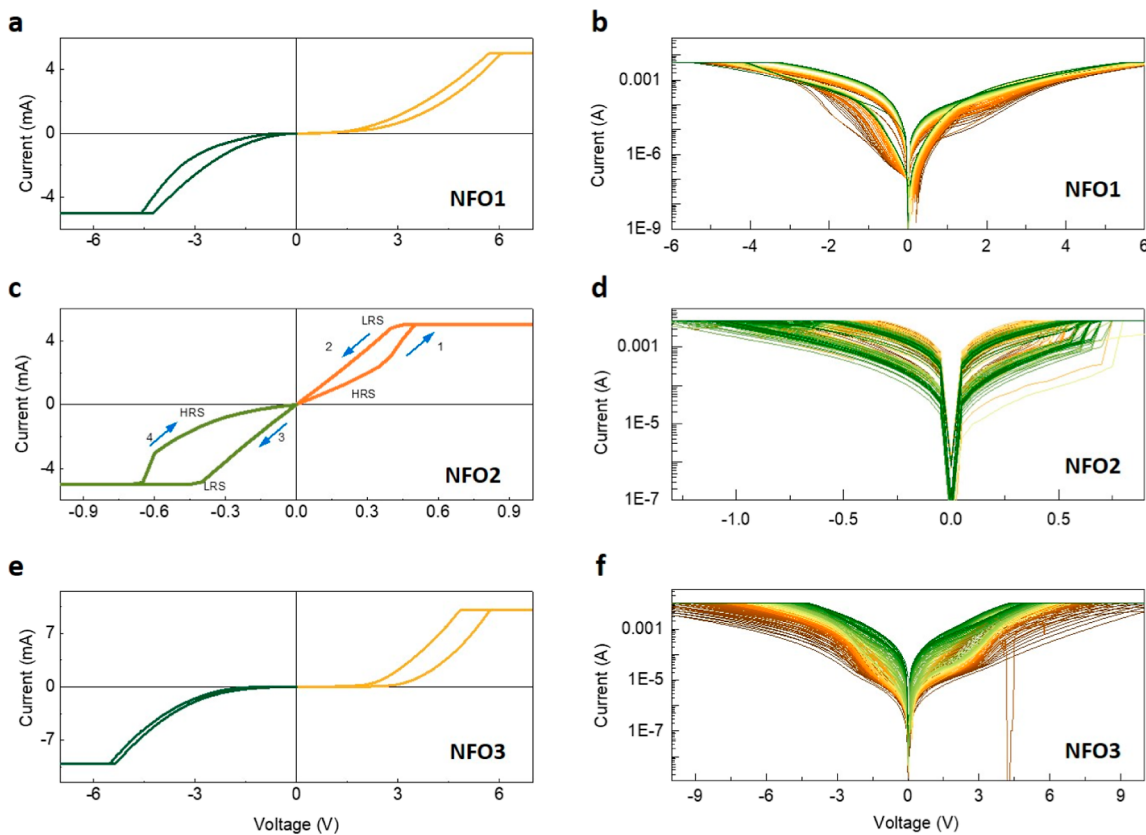 a
4
0
-4
Current (mA)
-6 -3 0 3 6
NFO1
b
0.001
1E-6
1E-9
Current (A)
-6 -4 -2 0 2 4 6
NFO1
c
4
0
-4
Current (mA)
LRS
2
1
HRS
HRS
4
3
LRS
-0.9 -0.6 -0.3 0.0 0.3 0.6 0.9
NFO2
d
0.001
1E-5
1E-7
Current (A)
-1.0 -0.5 0.0 0.5
NFO2
e
7
0
-7
Current (mA)
-6 -3 0 3 6
NFO3
Voltage (V)
f
0.001
1E-5
1E-7
Current (A)
-9 -6 -3 0 3 6 9
NFO3
Voltage (V)